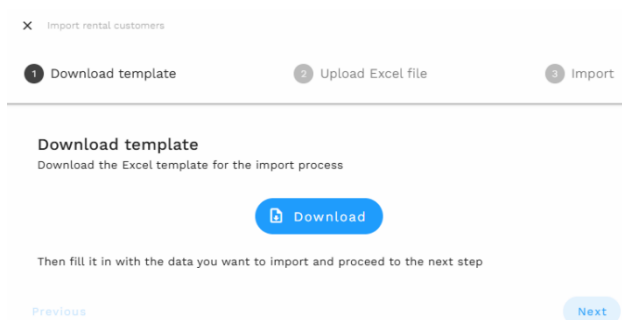 Import rental customers
1 Download template
2 Upload Excel file
3 Import
Download template
Download the Excel template for the import process
Download
Then fill it in with the data you want to import and proceed to the next step
Previous
Next